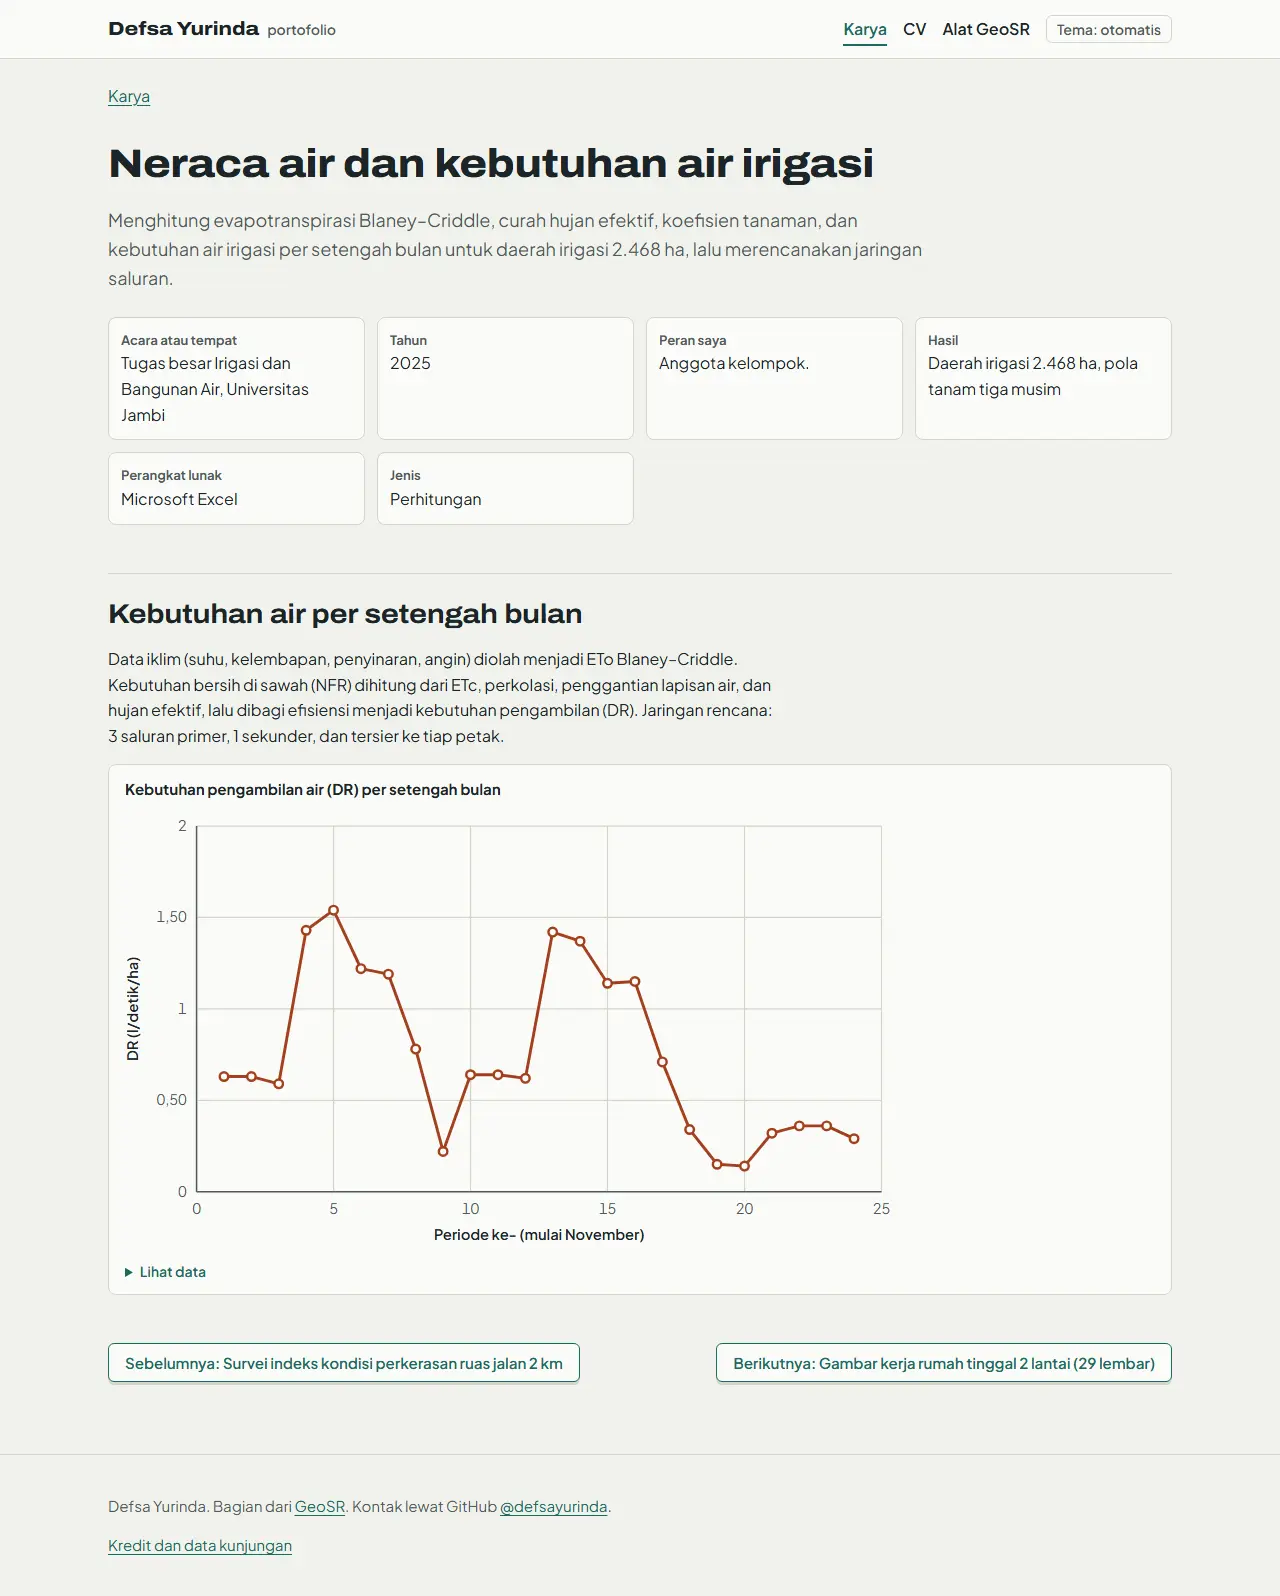 Defsa Yurinda portofolio
Karya CV Alat GeoSR Tema: otomatis
Karya
Neraca air dan kebutuhan air irigasi
Menghitung evapotranspirasi Blaney–Criddle, curah hujan efektif, koefisien tanaman, dan
kebutuhan air irigasi per setengah bulan untuk daerah irigasi 2.468 ha, lalu merencanakan jaringan
saluran.
Acara atau tempat
Tugas besar Irigasi dan
Bangunan Air, Universitas
Jambi
Tahun
2025
Peran saya
Anggota kelompok.
Hasil
Daerah irigasi 2.468 ha, pola
tanam tiga musim
Perangkat lunak
Microsoft Excel
Jenis
Perhitungan
Kebutuhan air per setengah bulan
Data iklim (suhu, kelembapan, penyinaran, angin) diolah menjadi ETo Blaney–Criddle.
Kebutuhan bersih di sawah (NFR) dihitung dari ETc, perkolasi, penggantian lapisan air, dan
hujan efektif, lalu dibagi efisiensi menjadi kebutuhan pengambilan (DR). Jaringan rencana:
3 saluran primer, 1 sekunder, dan tersier ke tiap petak.
Kebutuhan pengambilan air (DR) per setengah bulan
2
1,50
1
0,50
0
DR (l/detik/ha)
0 5 10 15 20 25
Periode ke- (mulai November)
▶ Lihat data
Sebelumnya: Survei indeks kondisi perkerasan ruas jalan 2 km
Berikutnya: Gambar kerja rumah tinggal 2 lantai (29 lembar)
Defsa Yurinda. Bagian dari GeoSR. Kontak lewat GitHub @defsayurinda.
Kredit dan data kunjungan